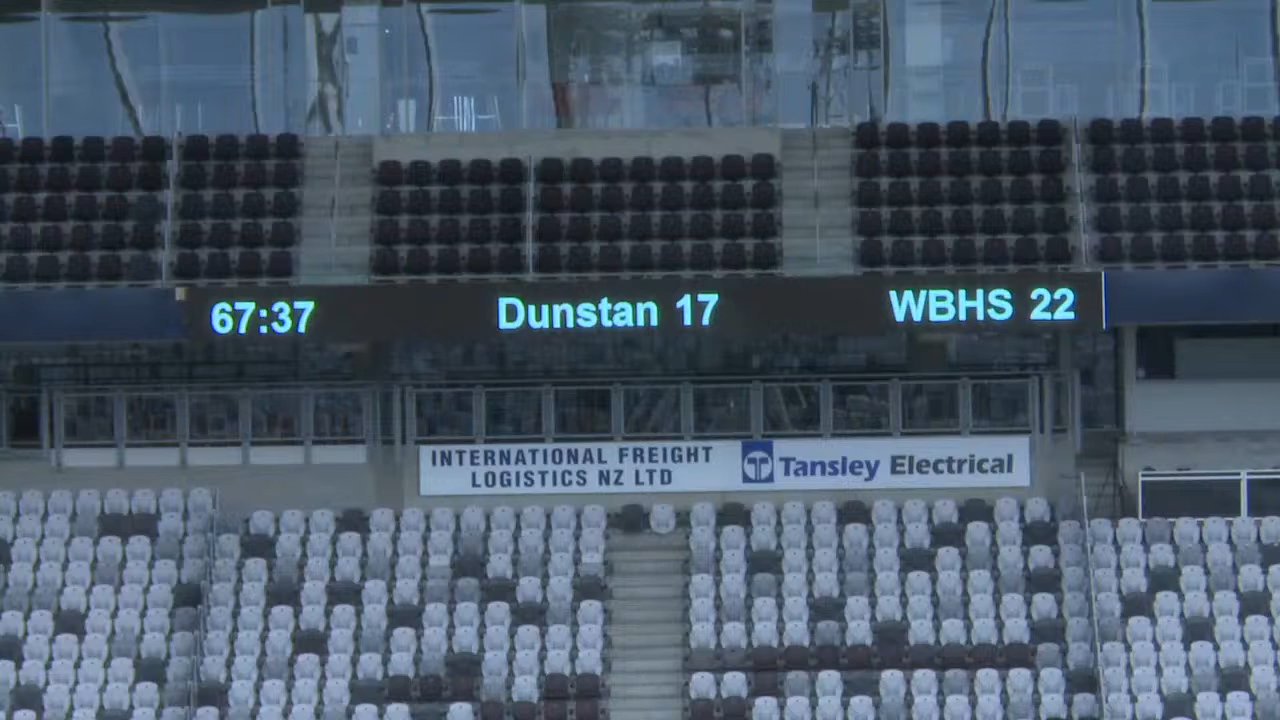 67:37 Dunstan 17 WBHS 22
INTERNATIONAL FREIGHT
LOGISTICS NZ LTD
Tansley Electrical